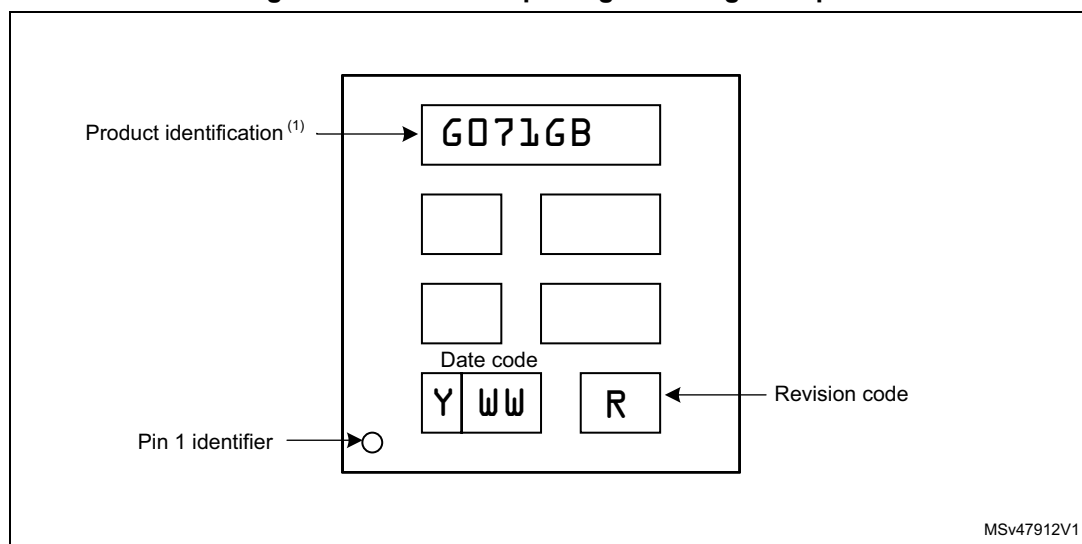 Product identification (1)
G071GB
Date code
Y WW
R
Revision code
Pin 1 identifier
MSv47912V1